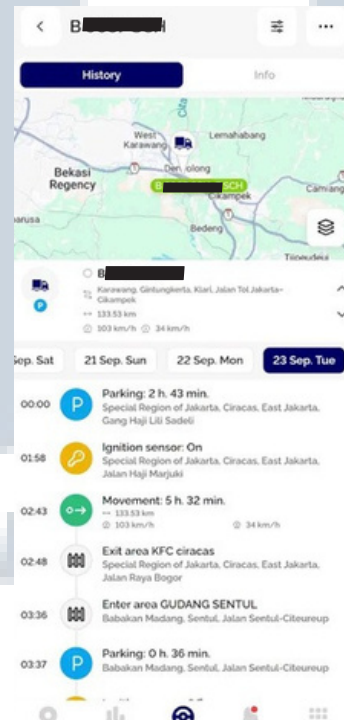 B
History
Info
West
Karawang
Lemahabang
Bekasi
Regency
SCH
Cikampek
Bedeng
B
Karawang, Gintungkerta, Klari, Jalan Tol Jakarta-
Cikampek
133.53 km
103 km/h 34 km/h
Sep. Sat
21 Sep. Sun
22 Sep. Mon
23 Sep. Tue
00:00
Parking: 2 h. 43 min.
Special Region of Jakarta, Ciracas, East Jakarta,
Gang Haji Lili Sadeli
01:58
Ignition sensor: On
Special Region of Jakarta, Ciracas, East Jakarta,
Jalan Haji Marjuki
02:43
Movement: 5 h. 32 min.
133.53 km
103 km/h 34 km/h
02:48
Exit area KFC ciracas
Special Region of Jakarta, Ciracas, East Jakarta,
Jalan Raya Bogor
03:36
Enter area GUDANG SENTUL
Babakan Madang, Sentul, Jalan Sentul-Citeureup
03:37
Parking: 0 h. 36 min.
Babakan Madang, Sentul, Jalan Sentul-Citeureup